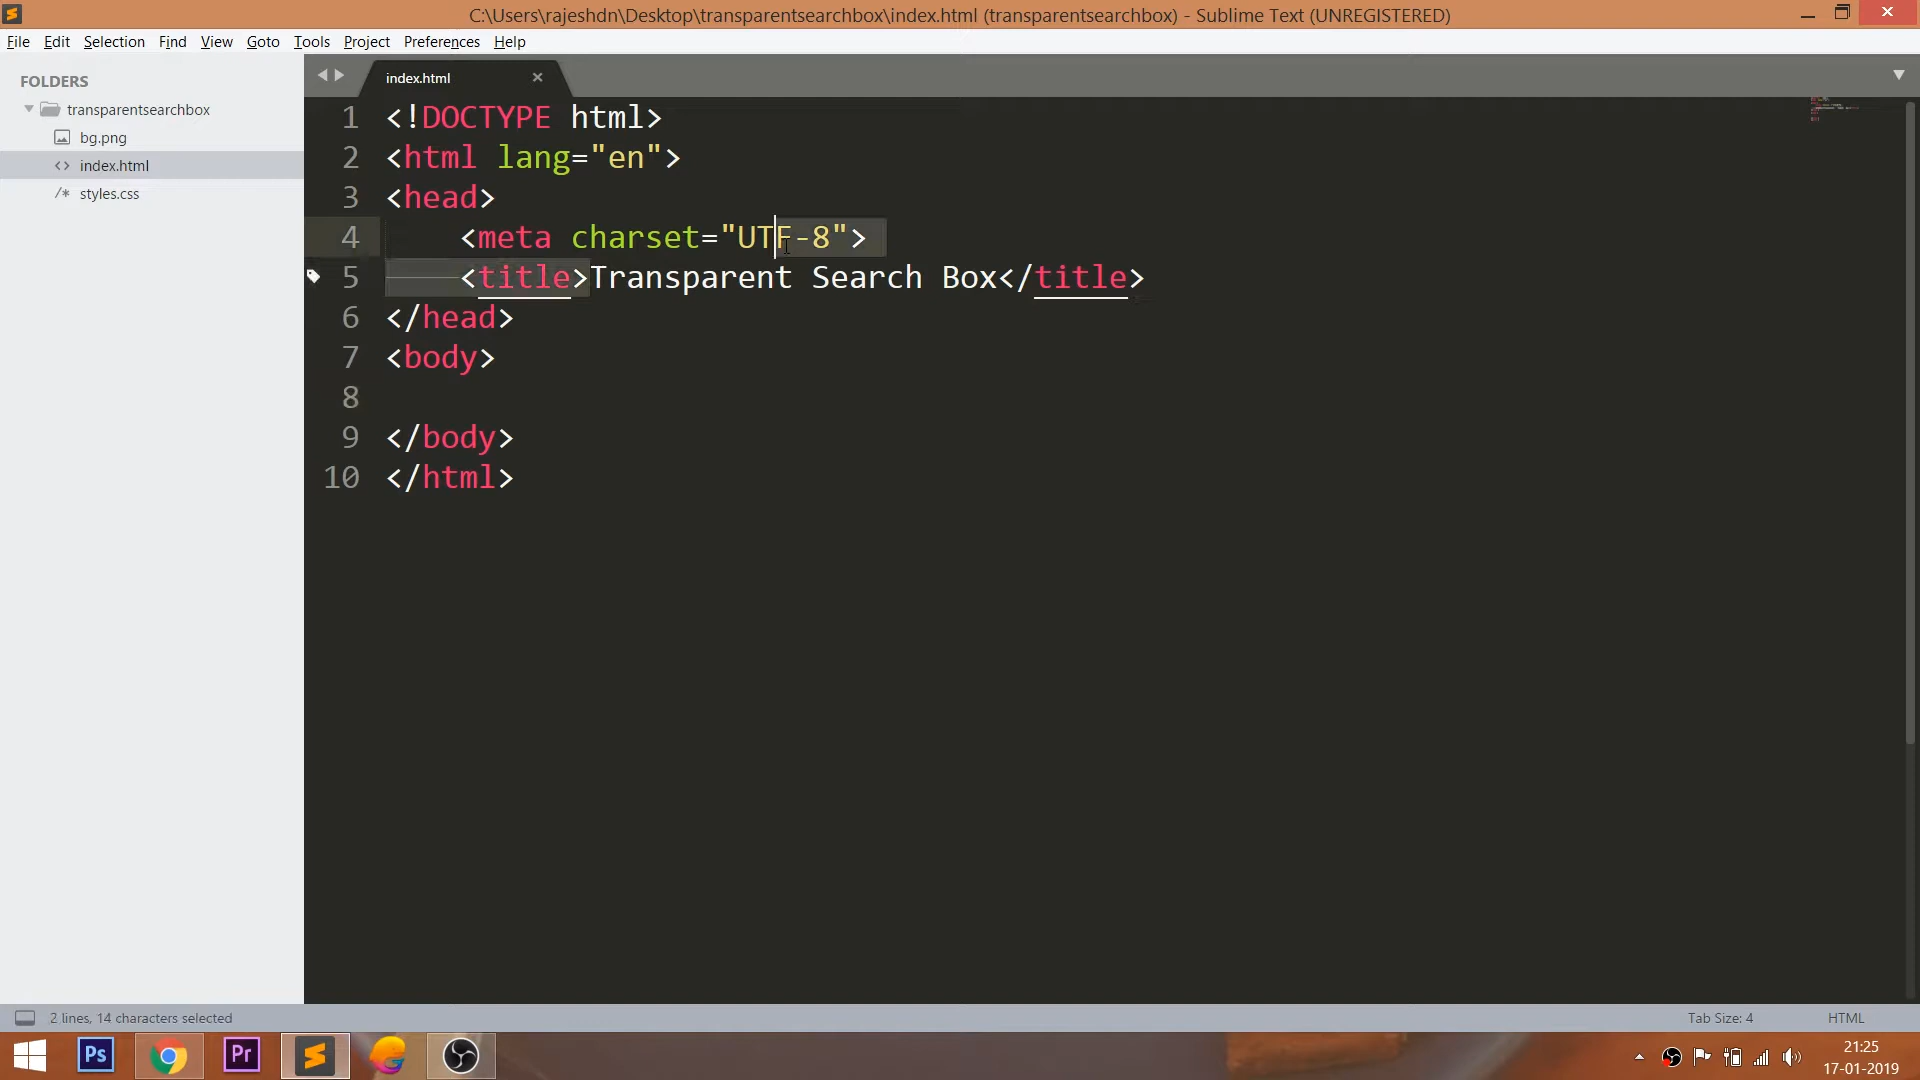 C:\Users\rajeshdn\Desktop\transparentsearchbox\index.html (transparentsearchbox) - Sublime Text (UNREGISTERED)
File Edit Selection Find View Goto Tools Project Preferences Help
FOLDERS
transparentsearchbox
bg.png
<> index.html
/* styles.css
index.html
1 <!DOCTYPE html>
2 <html lang="en">
3 <head>
4 <meta charset="UTF-8">
5 <title>Transparent Search Box</title>
6 </head>
7 <body>
8
9 </body>
10 </html>
2 lines, 14 characters selected
Tab Size: 4
HTML
Ps
Pr
21:25
17-01-2019